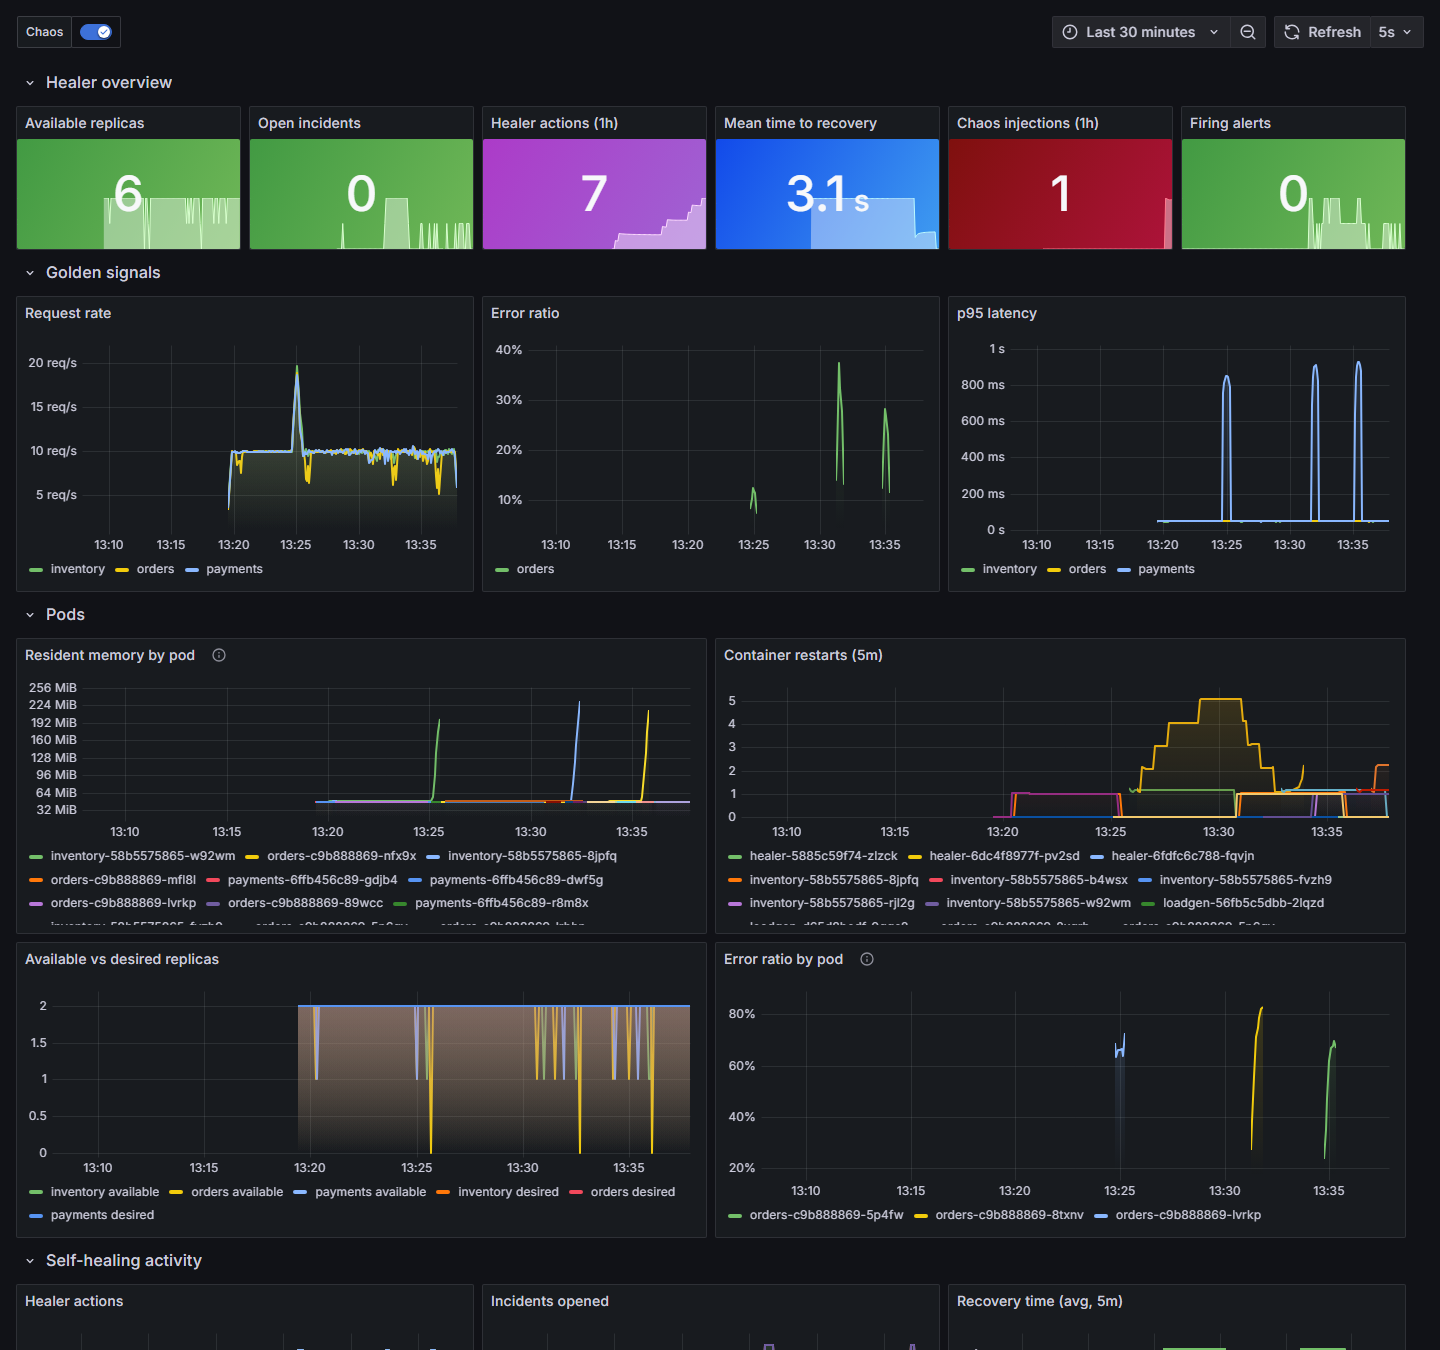 Chaos
Last 30 minutes
Refresh
5s
Healer overview
Available replicas
Open incidents
Healer actions (1h)
Mean time to recovery
Chaos injections (1h)
Firing alerts
6
0
7
3.1 s
1
0
Golden signals
Request rate
20 req/s
15 req/s
10 req/s
5 req/s
13:10 13:15 13:20 13:25 13:30 13:35
inventory orders payments
Error ratio
40%
30%
20%
10%
13:10 13:15 13:20 13:25 13:30 13:35
orders
p95 latency
1 s
800 ms
600 ms
400 ms
200 ms
0 s
13:10 13:15 13:20 13:25 13:30 13:35
inventory orders payments
Pods
Resident memory by pod
256 MiB
224 MiB
192 MiB
160 MiB
128 MiB
96 MiB
64 MiB
32 MiB
13:10 13:15 13:20 13:25 13:30 13:35
inventory-58b5575865-w92wm orders-c9b888869-nfx9x inventory-58b5575865-8jpfq
orders-c9b888869-mfl8l payments-6ffb456c89-gdjb4 payments-6ffb456c89-dwf5g
orders-c9b888869-lvrkp orders-c9b888869-89wcc payments-6ffb456c89-r8m8x
Container restarts (5m)
5
4
3
2
1
0
13:10 13:15 13:20 13:25 13:30 13:35
healer-5885c59f74-zlzck healer-6dc4f8977f-pv2sd healer-6fdfc6c788-fqvjn
inventory-58b5575865-8jpfq inventory-58b5575865-b4wsx inventory-58b5575865-fvzh9
inventory-58b5575865-rjl2g inventory-58b5575865-w92wm loadgen-56fb5c5dbb-2lqzd
Available vs desired replicas
2
1.5
1
0.5
0
13:10 13:15 13:20 13:25 13:30 13:35
inventory available orders available payments available inventory desired orders desired
payments desired
Error ratio by pod
80%
60%
40%
20%
13:10 13:15 13:20 13:25 13:30 13:35
orders-c9b888869-5p4fw orders-c9b888869-8txnv orders-c9b888869-lvrkp
Self-healing activity
Healer actions
Incidents opened
Recovery time (avg, 5m)